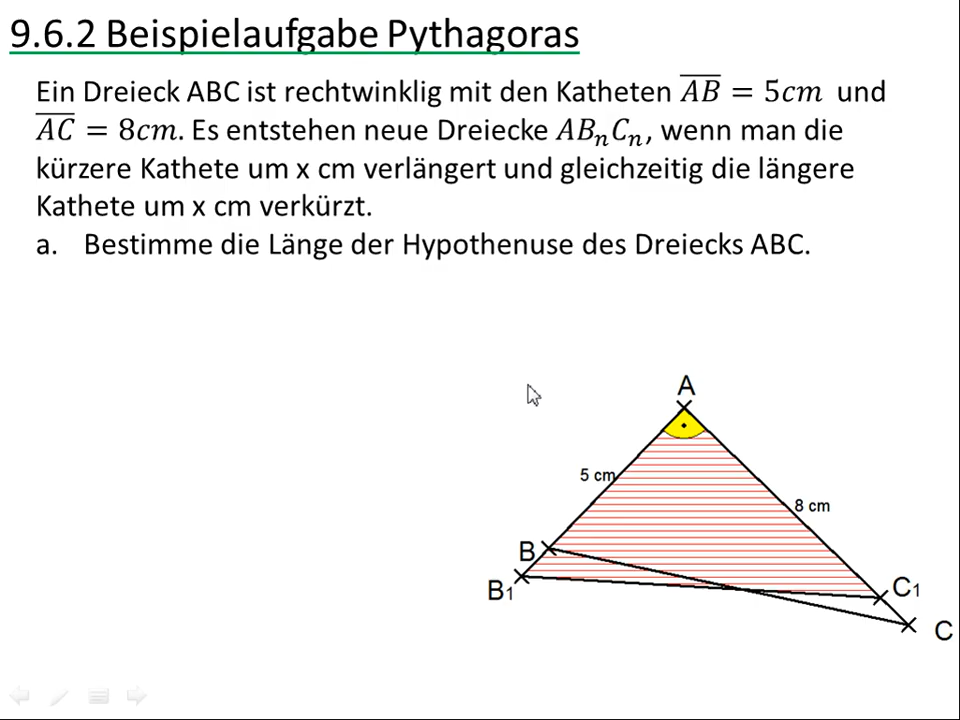 9.6.2 Beispielaufgabe Pythagoras
Ein Dreieck ABC ist rechtwinklig mit den Katheten A̅B̅ = 5cm und
A̅C̅ = 8cm. Es entstehen neue Dreiecke ABₙCₙ, wenn man die
kürzere Kathete um x cm verlängert und gleichzeitig die längere
Kathete um x cm verkürzt.
a. Bestimme die Länge der Hypothenuse des Dreiecks ABC.
A
5 cm
8 cm
B
B₁
C₁
C